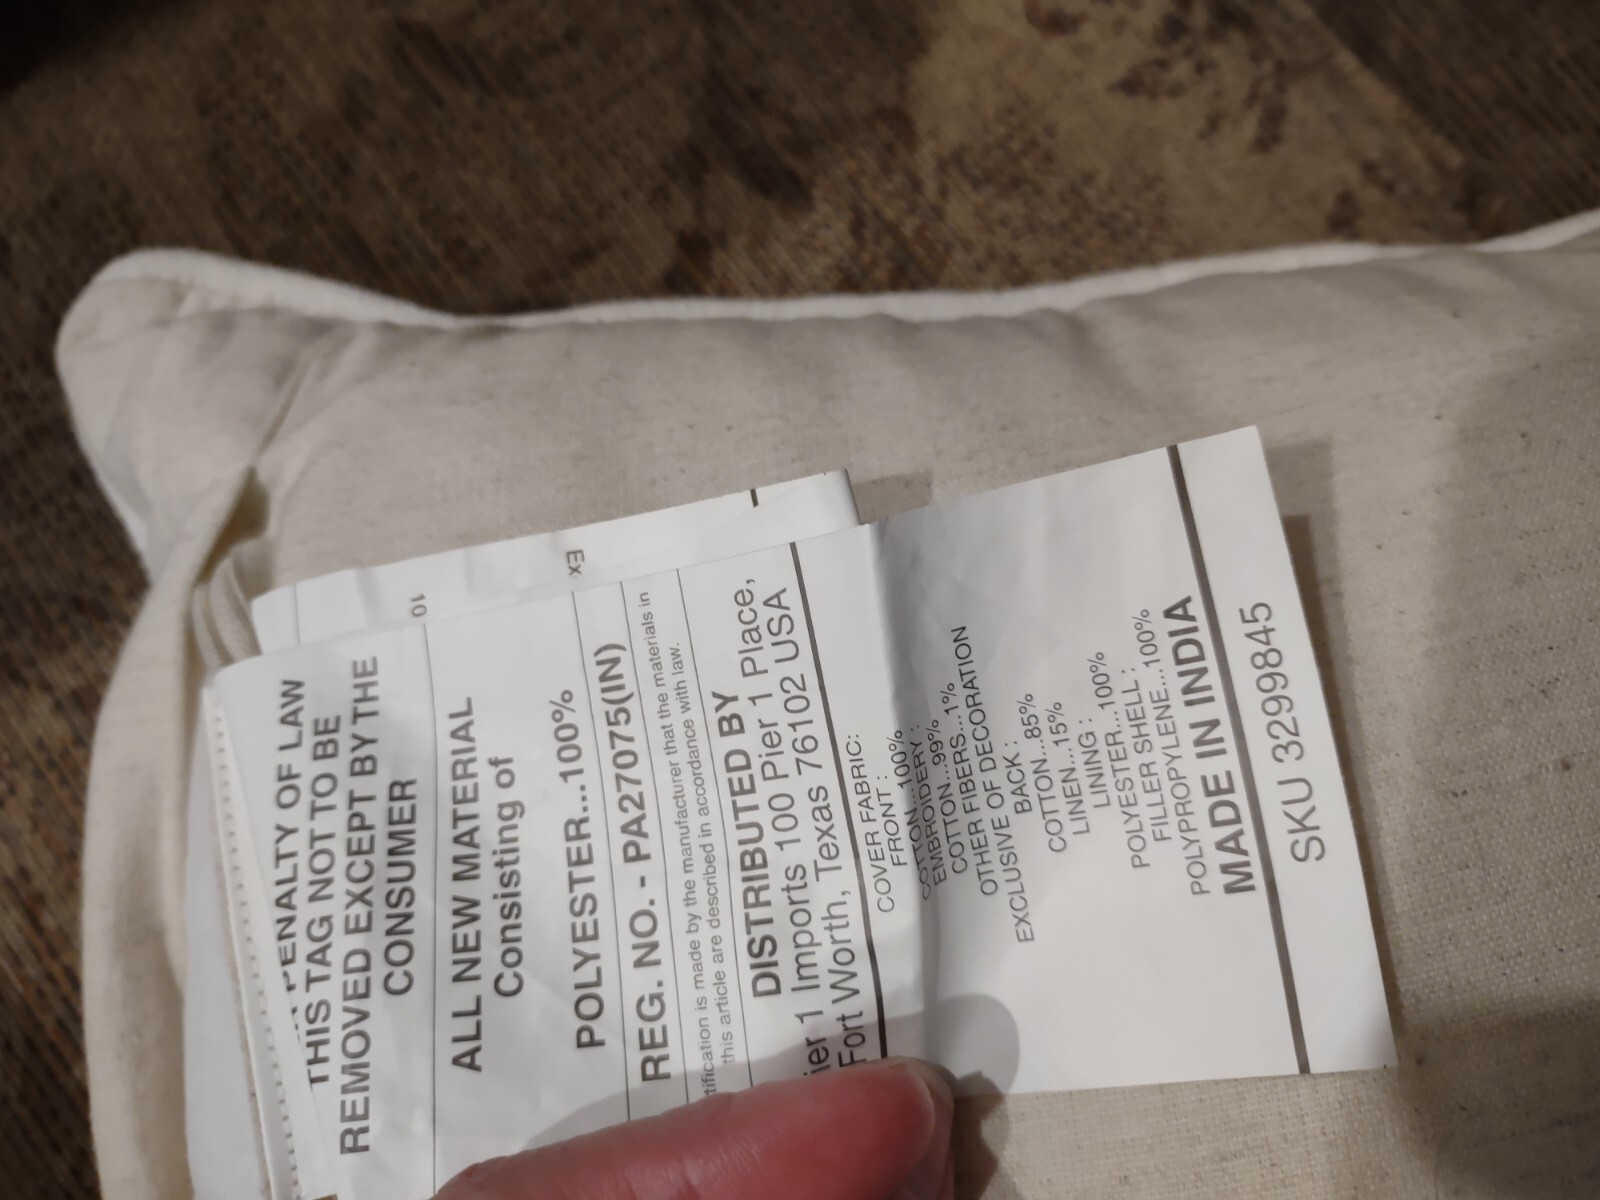 PENALTY OF LAW
THIS TAG NOT TO BE
REMOVED EXCEPT BY THE
CONSUMER
ALL NEW MATERIAL
Consisting of
POLYESTER...100%
REG. NO. - PA27075(IN)
tification is made by the manufacturer that the materials in
this article are described in accordance with law.
DISTRIBUTED BY
ier 1 Imports 100 Pier 1 Place,
Fort Worth, Texas 76102 USA
COVER FABRIC:
FRONT :
COTTON...100%
EMBROIDERY :
COTTON...99%
OTHER FIBERS...1%
EXCLUSIVE OF DECORATION
BACK :
COTTON...85%
LINEN...15%
LINING :
POLYESTER...100%
FILLER SHELL :
POLYPROPYLENE...100%
MADE IN INDIA
SKU 3299845
10
EX